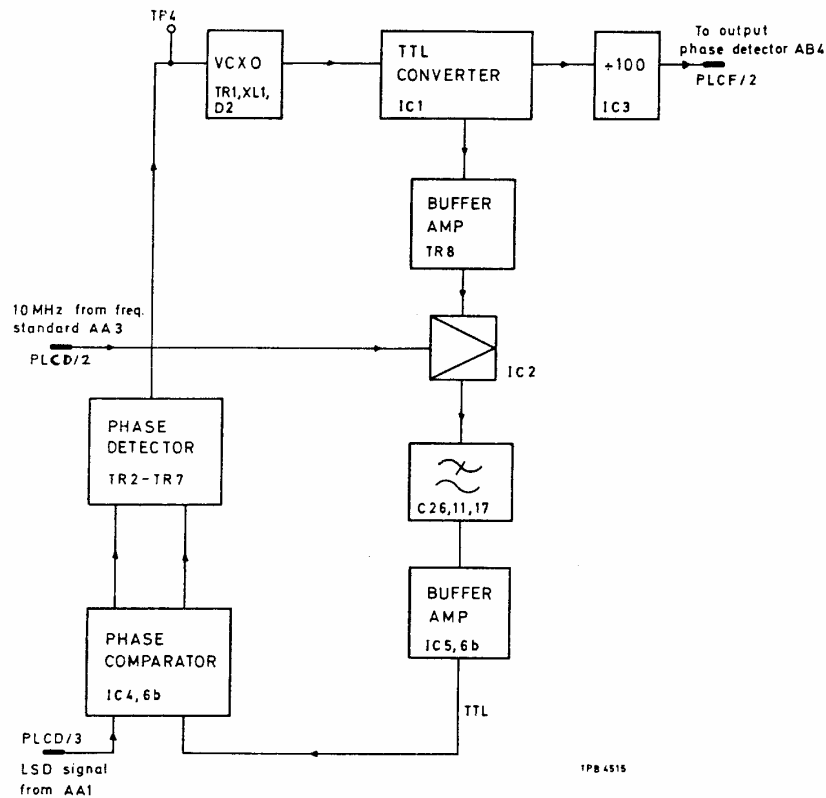 TP4
VCXO
TR1,XL1,
D2
TTL
CONVERTER
IC1
÷100
IC3
To output
phase detector AB4
PLCF/2
BUFFER
AMP
TR8
10MHz from freq.
standard AA3
PLCD/2
IC2
PHASE
DETECTOR
TR2-TR7
C26,11,17
BUFFER
AMP
IC5,6b
PHASE
COMPARATOR
IC4,6b
TTL
PLCD/3
LSD signal
from AA1
TPB 4515